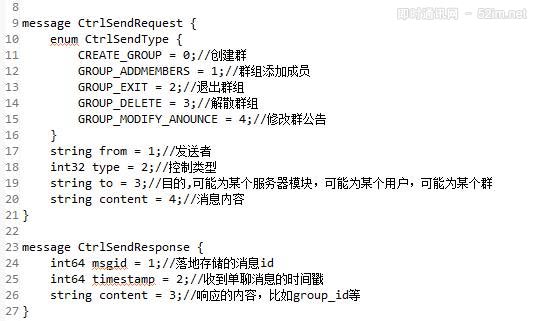 即时通讯网 - 52im.net
8
9 message CtrlSendRequest {
10 enum CtrlSendType {
11 CREATE_GROUP = 0;//创建群
12 GROUP_ADDMEMBERS = 1;//群组添加成员
13 GROUP_EXIT = 2;//退出群组
14 GROUP_DELETE = 3;//解散群组
15 GROUP_MODIFY_ANOUNCE = 4;//修改群公告
16 }
17 string from = 1;//发送者
18 int32 type = 2;//控制类型
19 string to = 3;//目的,可能为某个服务器模块，可能为某个用户，可能为某个群
20 string content = 4;//消息内容
21 }
22
23 message CtrlSendResponse {
24 int64 msgid = 1;//落地存储的消息id
25 int64 timestamp = 2;//收到单聊消息的时间戳
26 string content = 3;//响应的内容，比如group_id等
27 }